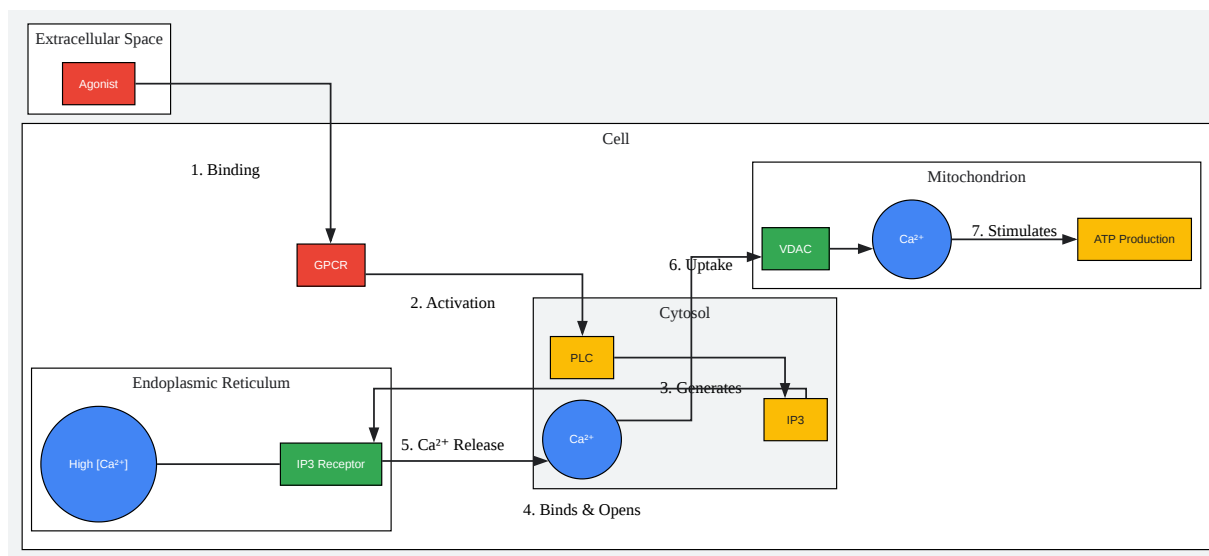 Extracellular Space
Agonist
Cell
1. Binding
Mitochondrion
VDAC
Ca²⁺
7. Stimulates
ATP Production
GPCR
6. Uptake
2. Activation
Cytosol
PLC
Endoplasmic Reticulum
3. Generates
IP3
Ca²⁺
5. Ca²⁺ Release
High [Ca²⁺]
IP3 Receptor
4. Binds & Opens